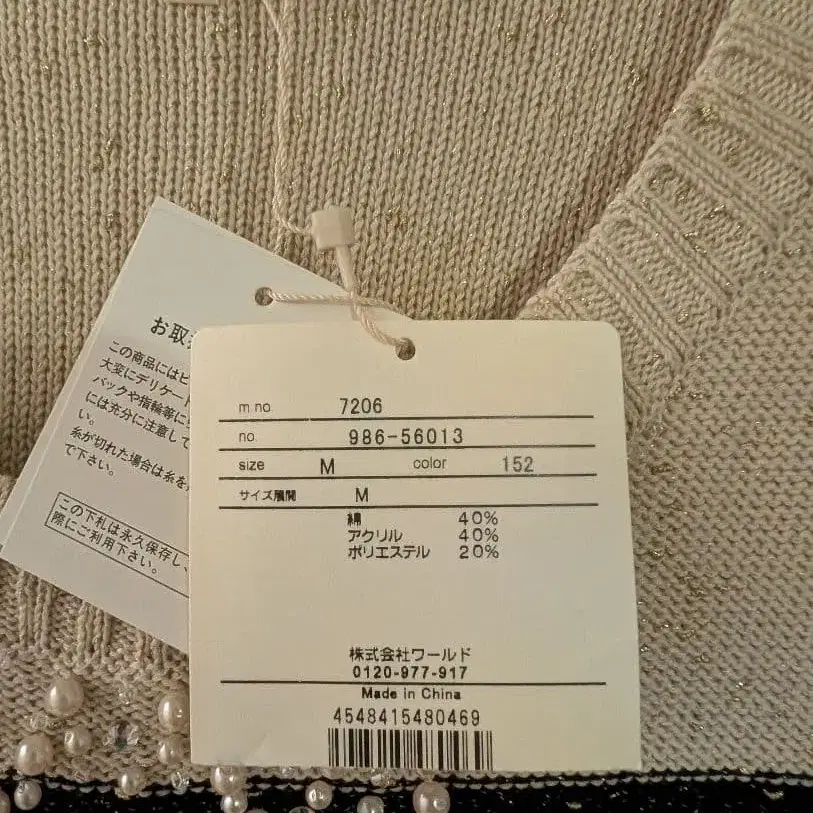 お取
この商品にはビ
大変にデリケート
バックや指輪等に
には充分に注意して
い。
糸が切れた場合は糸を
で下さい。
この下札は永久保存し、
際にご利用下さい。
m no 7206
no 986-56013
size M color 152
サイズ展開 M
綿 40%
アクリル 40%
ポリエステル 20%
株式会社ワールド
0120-977-917
Made in China
4548415480469